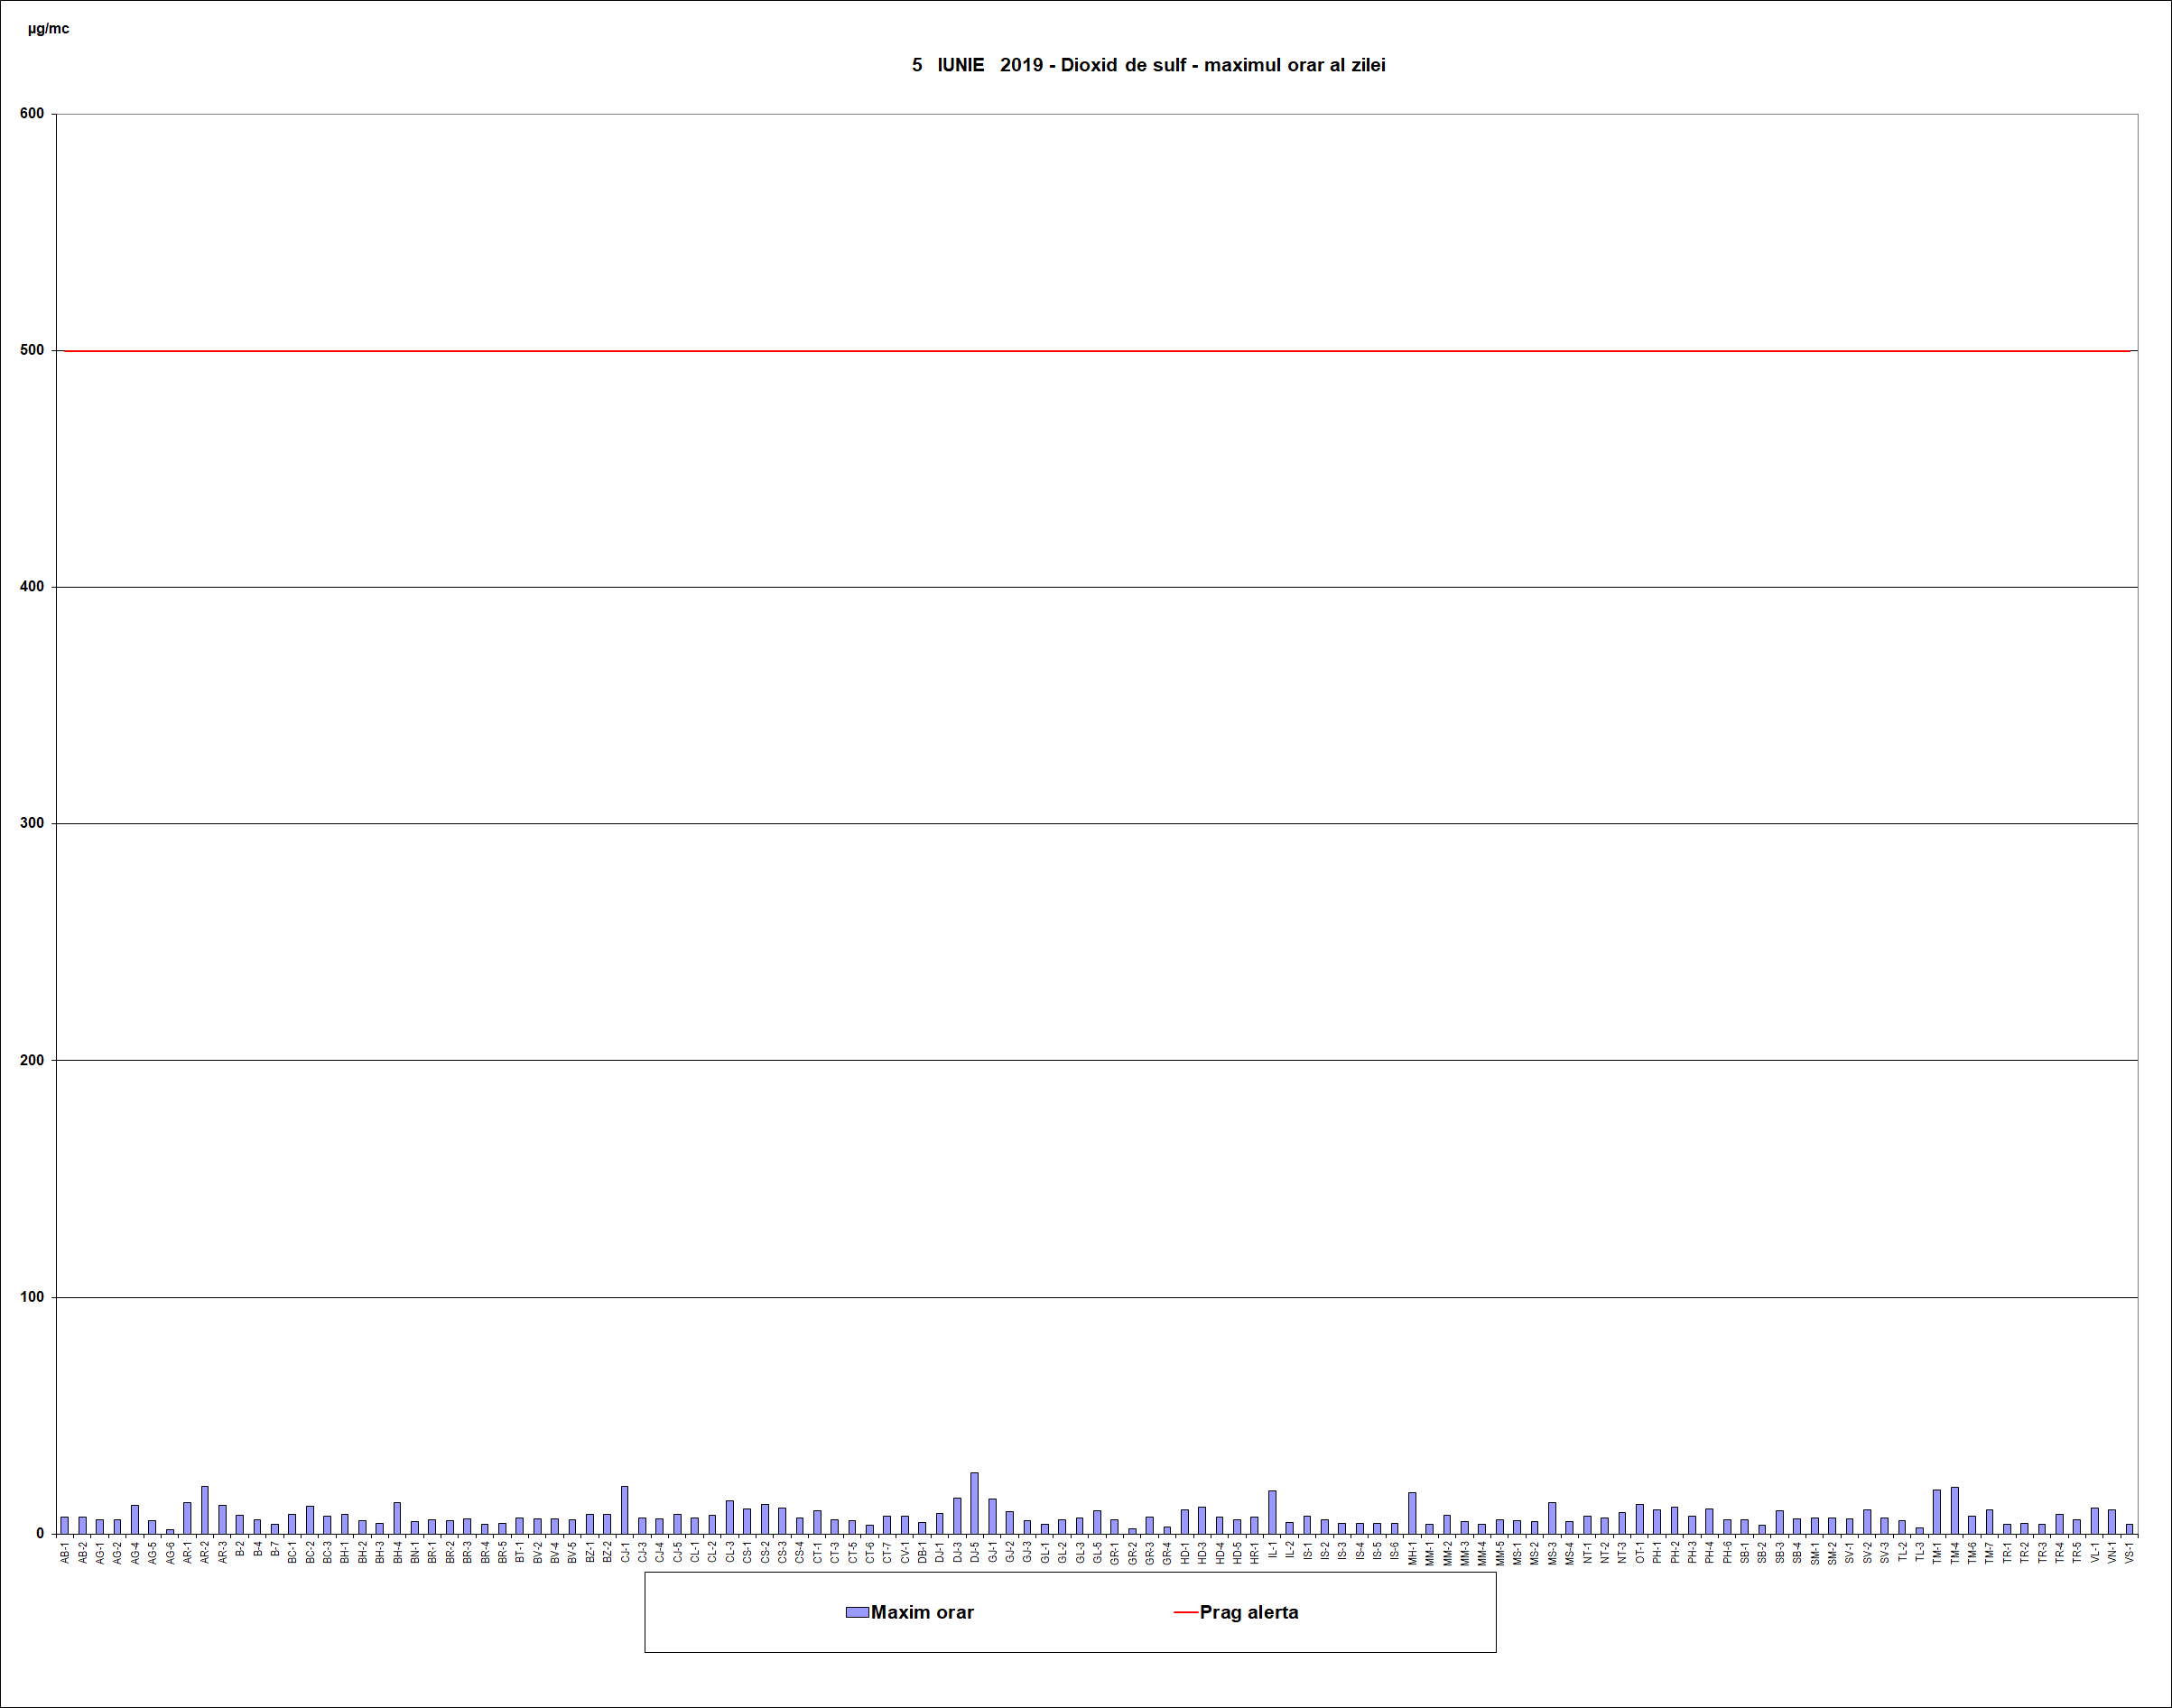 µg/mc
5 IUNIE 2019 - Dioxid de sulf - maximul orar al zilei
600
500
400
300
200
100
0
AB-1 AB-2 AG-1 AG-2 AG-4 AG-5 AG-6 AR-1 AR-2 AR-3 B-2 B-4 B-7 BC-1 BC-2 BC-3 BH-1 BH-2 BH-3 BH-4 BN-1 BR-1 BR-2 BR-3 BR-4 BR-5 BT-1 BV-2 BV-4 BV-5 BZ-1 BZ-2 CJ-1 CJ-3 CJ-4 CJ-5 CL-1 CL-2 CL-3 CS-1 CS-2 CS-3 CS-4 CT-1 CT-3 CT-5 CT-6 CT-7 CV-1 DB-1 DJ-1 DJ-3 DJ-5 GJ-1 GJ-2 GJ-3 GL-1 GL-2 GL-3 GL-5 GR-1 GR-2 GR-3 GR-4 HD-1 HD-3 HD-4 HD-5 HR-1 IL-1 IL-2 IS-1 IS-2 IS-3 IS-4 IS-5 IS-6 MH-1 MM-1 MM-2 MM-3 MM-4 MM-5 MS-1 MS-2 MS-3 MS-4 NT-1 NT-2 NT-3 OT-1 PH-1 PH-2 PH-3 PH-4 PH-6 SB-1 SB-2 SB-3 SB-4 SM-1 SM-2 SV-1 SV-2 SV-3 TL-2 TL-3 TM-1 TM-4 TM-6 TM-7 TR-1 TR-2 TR-3 TR-4 TR-5 VL-1 VN-1 VS-1
Maxim orar Prag alerta